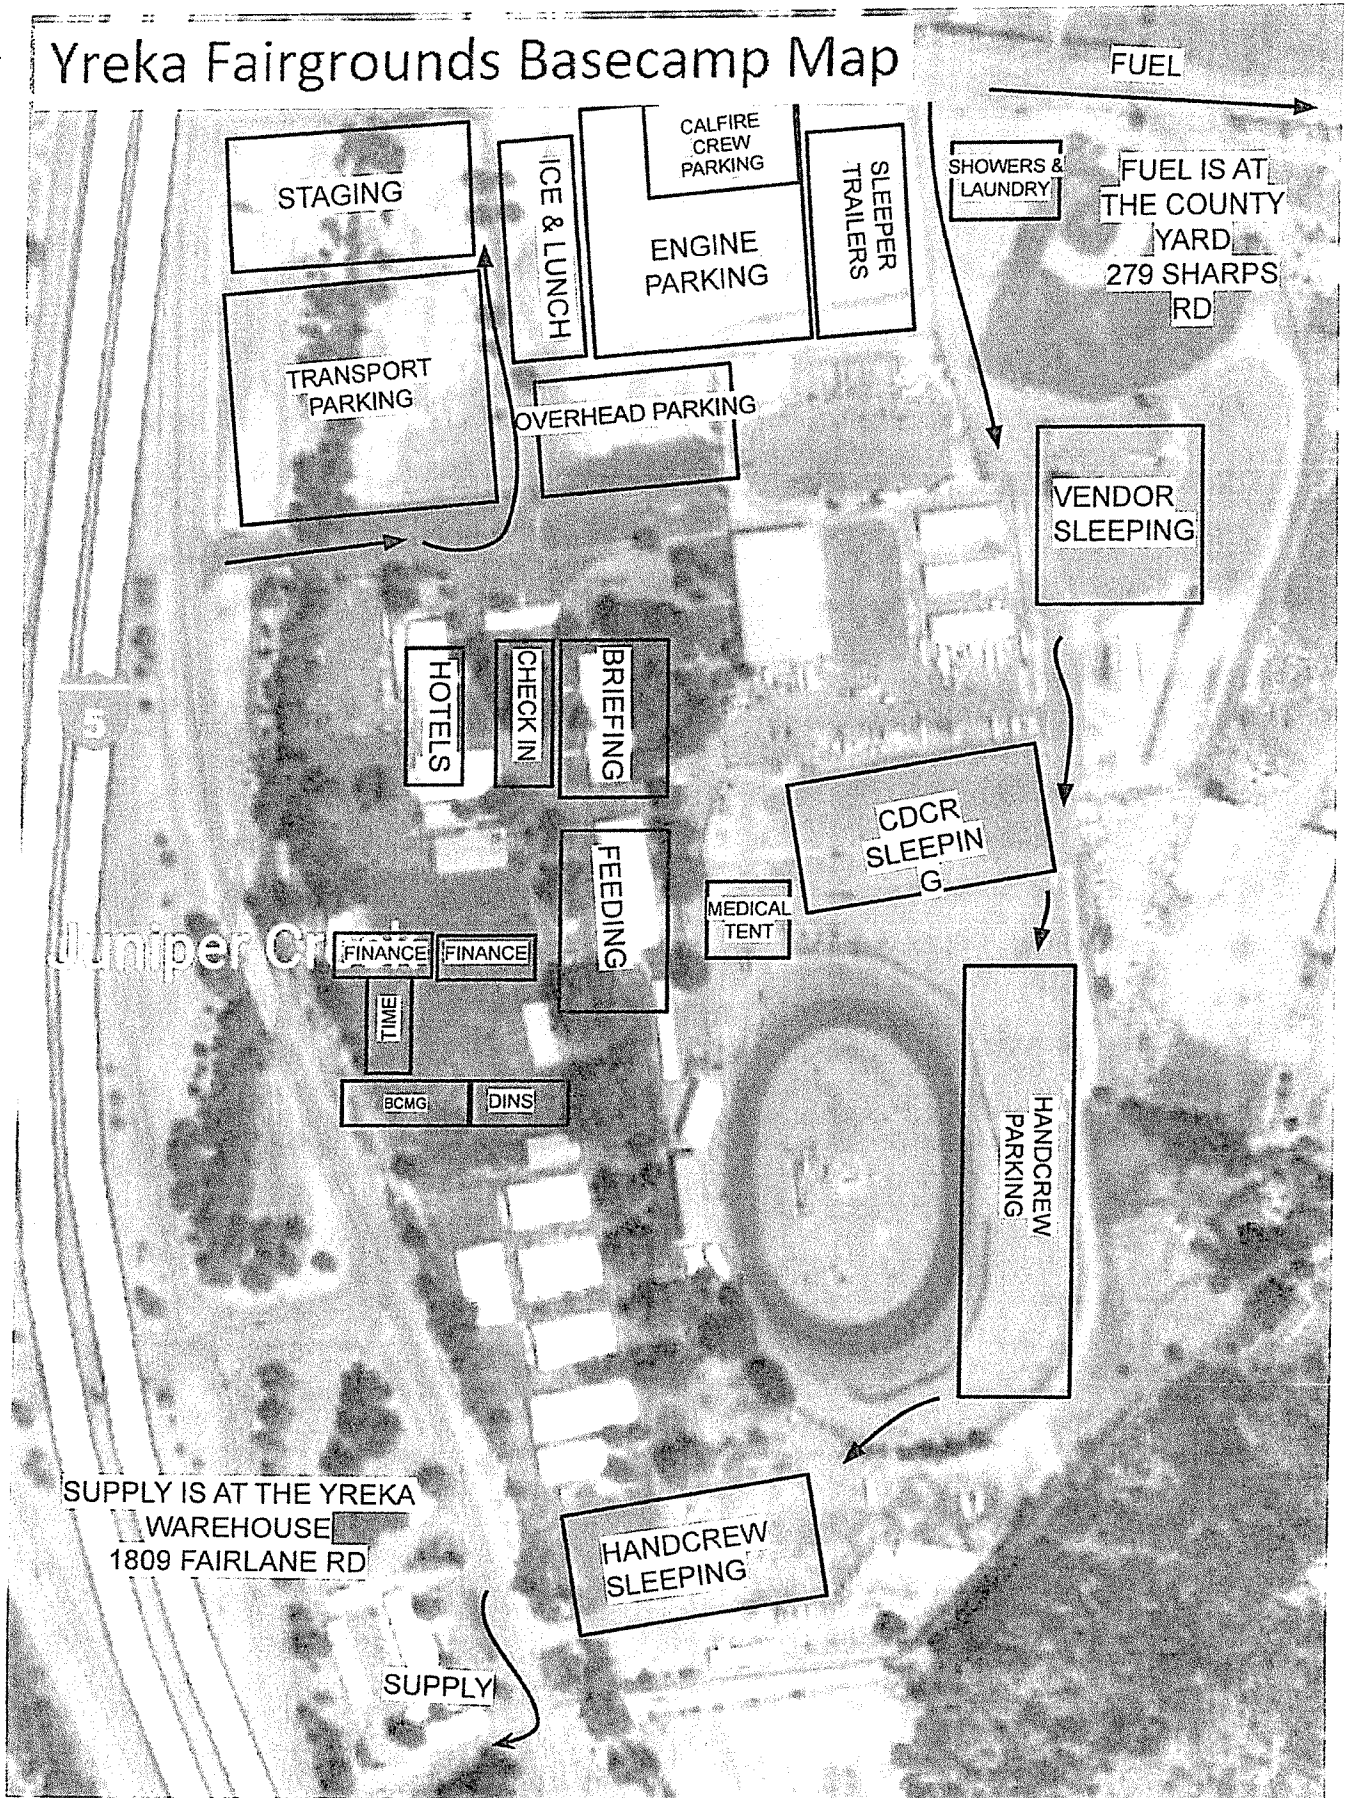 Yreka Fairgrounds Basecamp Map
FUEL
CALFIRE
CREW
PARKING
STAGING
ICE & LUNCH
ENGINE
PARKING
SLEEPER
TRAILERS
SHOWERS &
LAUNDRY
FUEL IS AT
THE COUNTY
YARD
279 SHARPS
RD
TRANSPORT
PARKING
OVERHEAD PARKING
VENDOR
SLEEPING
HOTELS
CHECK IN
BRIEFING
5
CDCR
SLEEPIN
G
FEEDING
MEDICAL
TENT
Juniper Creek
FINANCE
FINANCE
TIME
BCMG
DINS
HANDCREW
PARKING
SUPPLY IS AT THE YREKA
WAREHOUSE
1809 FAIRLANE RD
HANDCREW
SLEEPING
SUPPLY